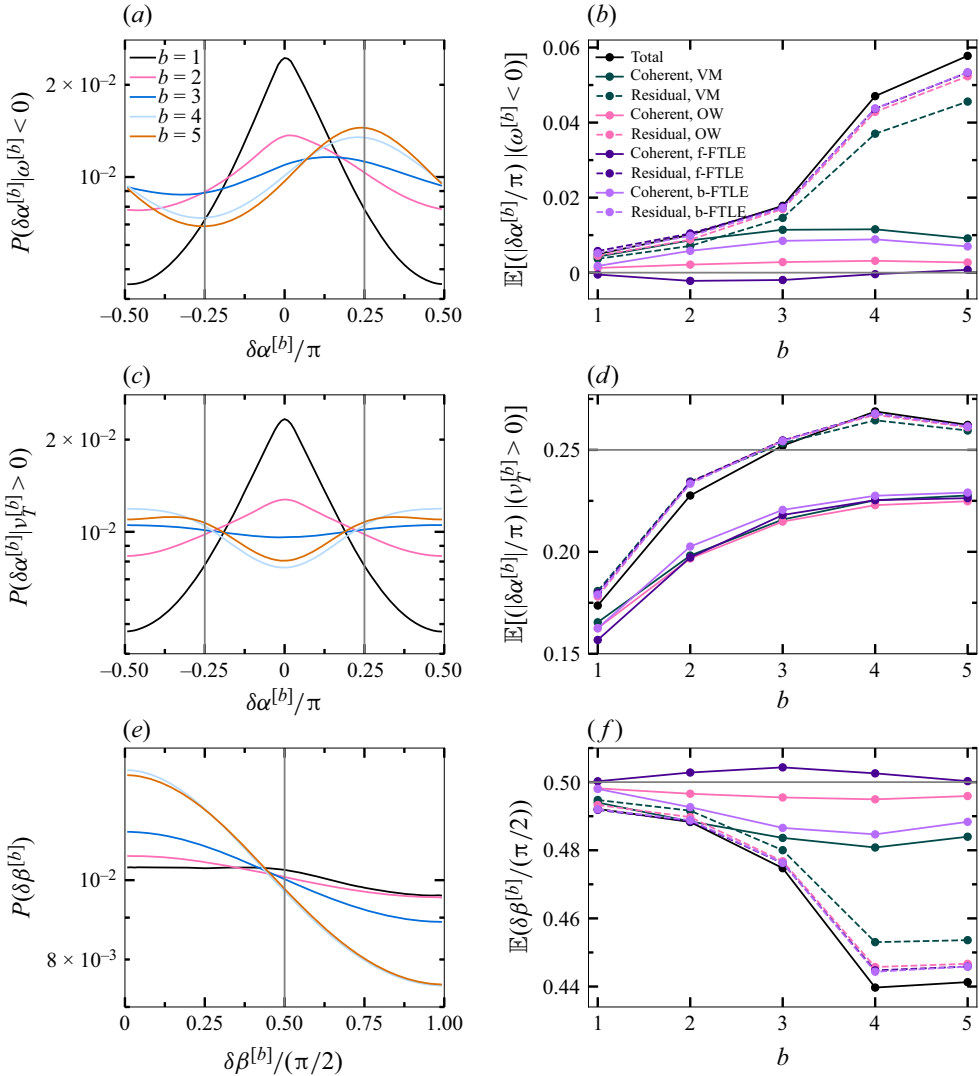 (a)
2 × 10⁻²
10⁻²
P(δα^[b]|ω^[b] < 0)
b = 1
b = 2
b = 3
b = 4
b = 5
−0.50 −0.25 0 0.25 0.50
δα^[b]/π
(b)
0.06
0.04
0.02
0
𝔼[(|δα^[b]/π)|(ω^[b] < 0)]
Total
Coherent, VM
Residual, VM
Coherent, OW
Residual, OW
Coherent, f-FTLE
Residual, f-FTLE
Coherent, b-FTLE
Residual, b-FTLE
1 2 3 4 5
b
(c)
2 × 10⁻²
10⁻²
P(δα^[b]|ν_T^[b] > 0)
−0.50 −0.25 0 0.25 0.50
δα^[b]/π
(d)
0.25
0.20
0.15
𝔼[(|δα^[b]|/π)|(ν_T^[b] > 0)]
1 2 3 4 5
b
(e)
10⁻²
8 × 10⁻³
P(δβ^[b])
0 0.25 0.50 0.75 1.00
δβ^[b]/(π/2)
(f)
0.50
0.48
0.46
0.44
𝔼(δβ^[b]/(π/2))
1 2 3 4 5
b